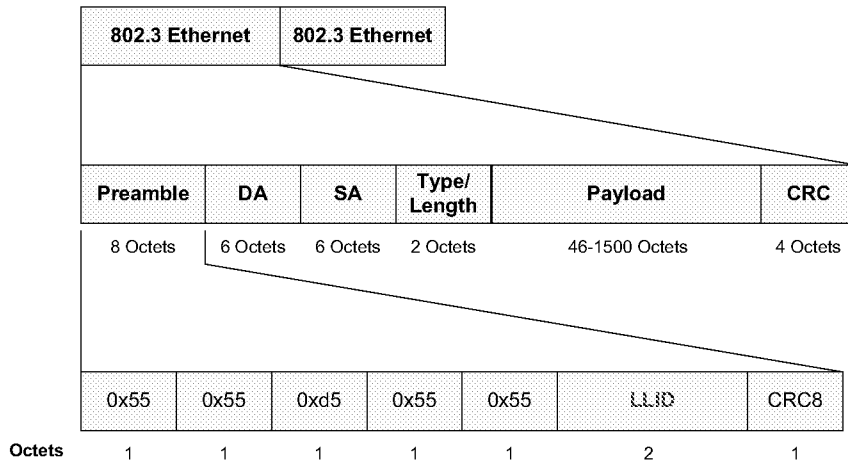 802.3 Ethernet 802.3 Ethernet
Preamble DA SA Type/ Length Payload CRC
8 Octets 6 Octets 6 Octets 2 Octets 46-1500 Octets 4 Octets
0x55 0x55 0xd5 0x55 0x55 LLID CRC8
Octets 1 1 1 1 1 2 1